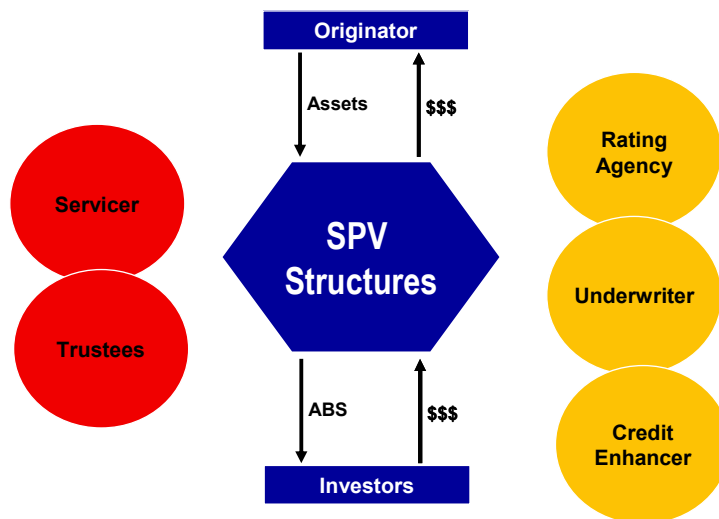 Originator
Assets
$$$
Rating
Agency
Servicer
SPV
Structures
Underwriter
Trustees
ABS
$$$
Credit
Enhancer
Investors